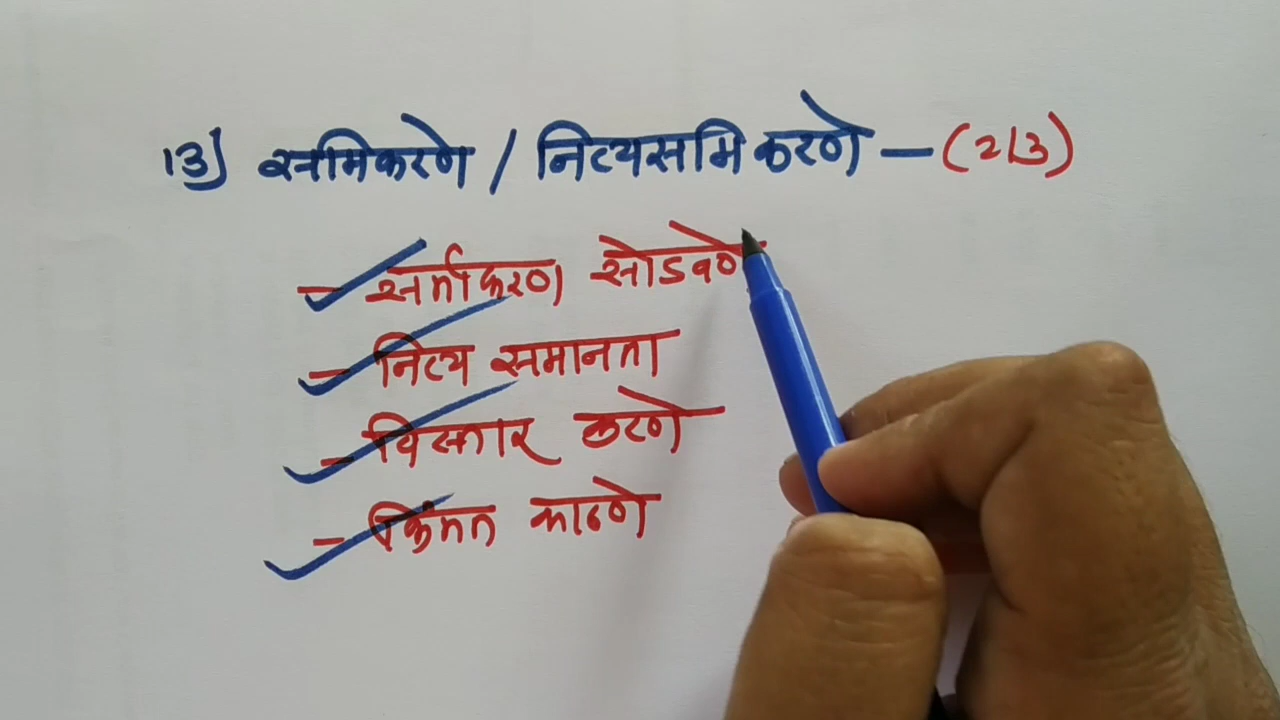 13) समिकरणे / नित्यसमिकरणे — (2/3)
- समीकरण सोडवणे
- नित्य समानता
- विस्तार करणे
- किंमत काढणे